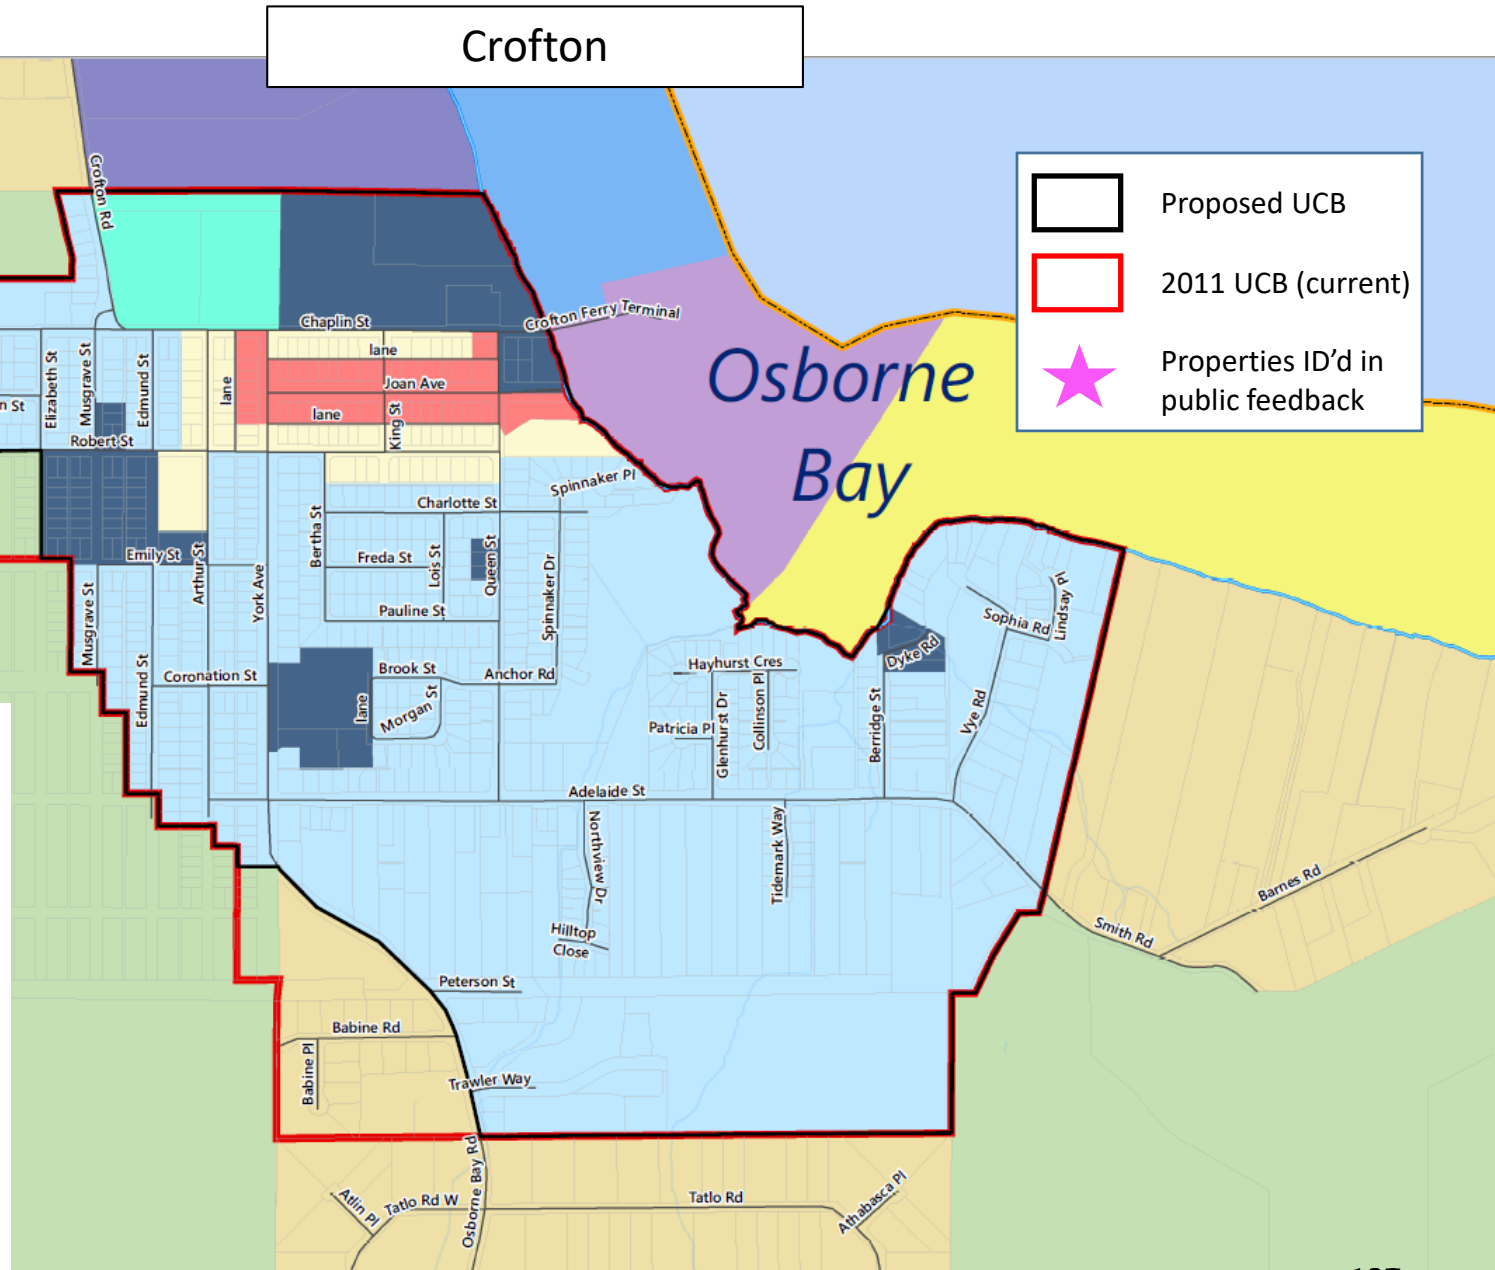 Crofton
Proposed UCB
2011 UCB (current)
Properties ID'd in
public feedback
Crofton Rd
Chaplin St
Crofton Ferry Terminal
Osborne
Bay
lane
Joan Ave
lane
lane
King St
n St
Elizabeth St
Musgrave St
Edmund St
Robert St
Spinnaker Pl
Charlotte St
Bertha St
Freda St
Lois St
Queen St
Emily St
Arthur St
York Ave
Pauline St
Spinnaker Dr
Musgrave St
Edmund St
Coronation St
Brook St
Anchor Rd
lane
Morgan St
Hayhurst Cres
Patricia Pl
Glenhurst Dr
Collinson Pl
Berridge St
Dyke Rd
Sophia Rd
Lindsay Pl
Vye Rd
Adelaide St
Northview Dr
Tidemark Way
Hilltop
Close
Barnes Rd
Smith Rd
Peterson St
Babine Rd
Babine Pl
Trawler Way
Osborne Bay Rd
Atlin Pl
Tatlo Rd W
Tatlo Rd
Athabasca Pl